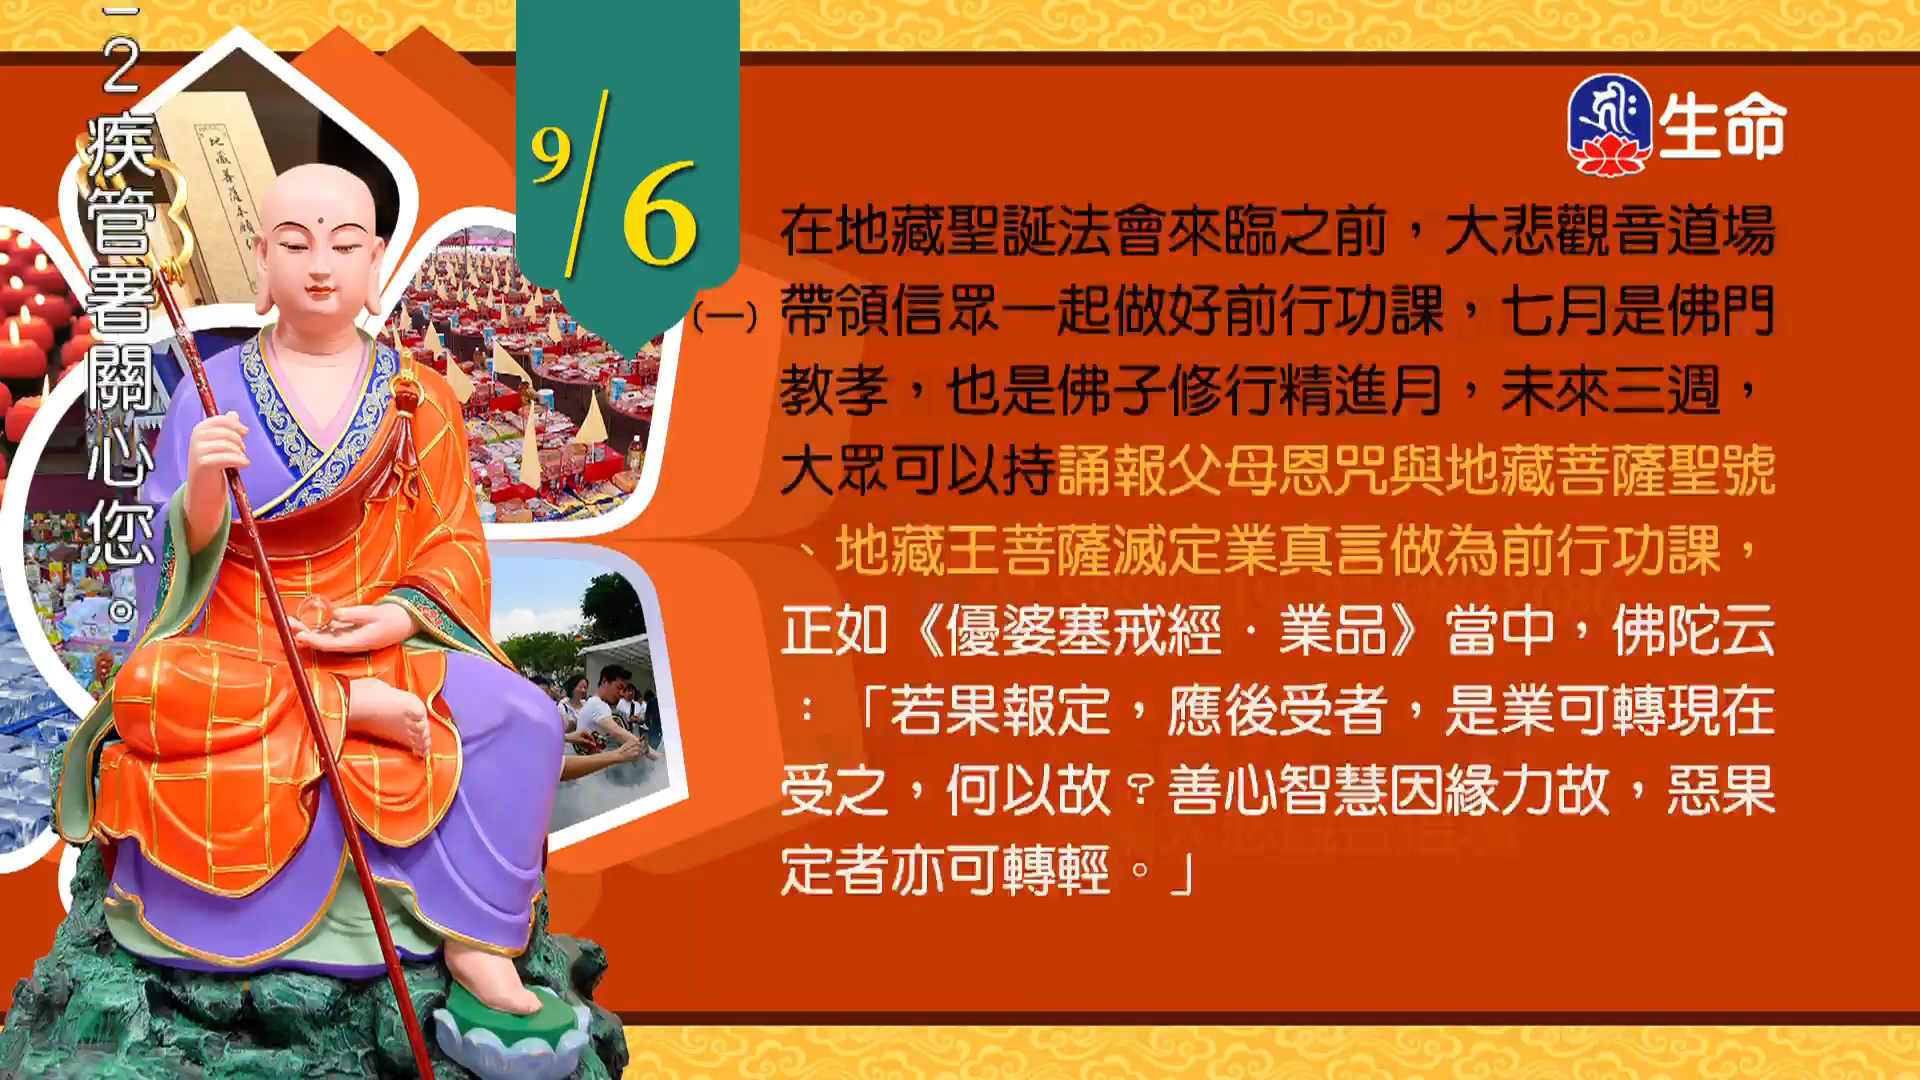 2疾管署關心您。
地藏菩薩本願
9/6
(一)
生命
在地藏聖誕法會來臨之前，大悲觀音道場
帶領信眾一起做好前行功課，七月是佛門
教孝，也是佛子修行精進月，未來三週，
大眾可以持誦報父母恩咒與地藏菩薩聖號
、地藏王菩薩滅定業真言做為前行功課，
正如《優婆塞戒經．業品》當中，佛陀云
：「若果報定，應後受者，是業可轉現在
受之，何以故？善心智慧因緣力故，惡果
定者亦可轉輕。」